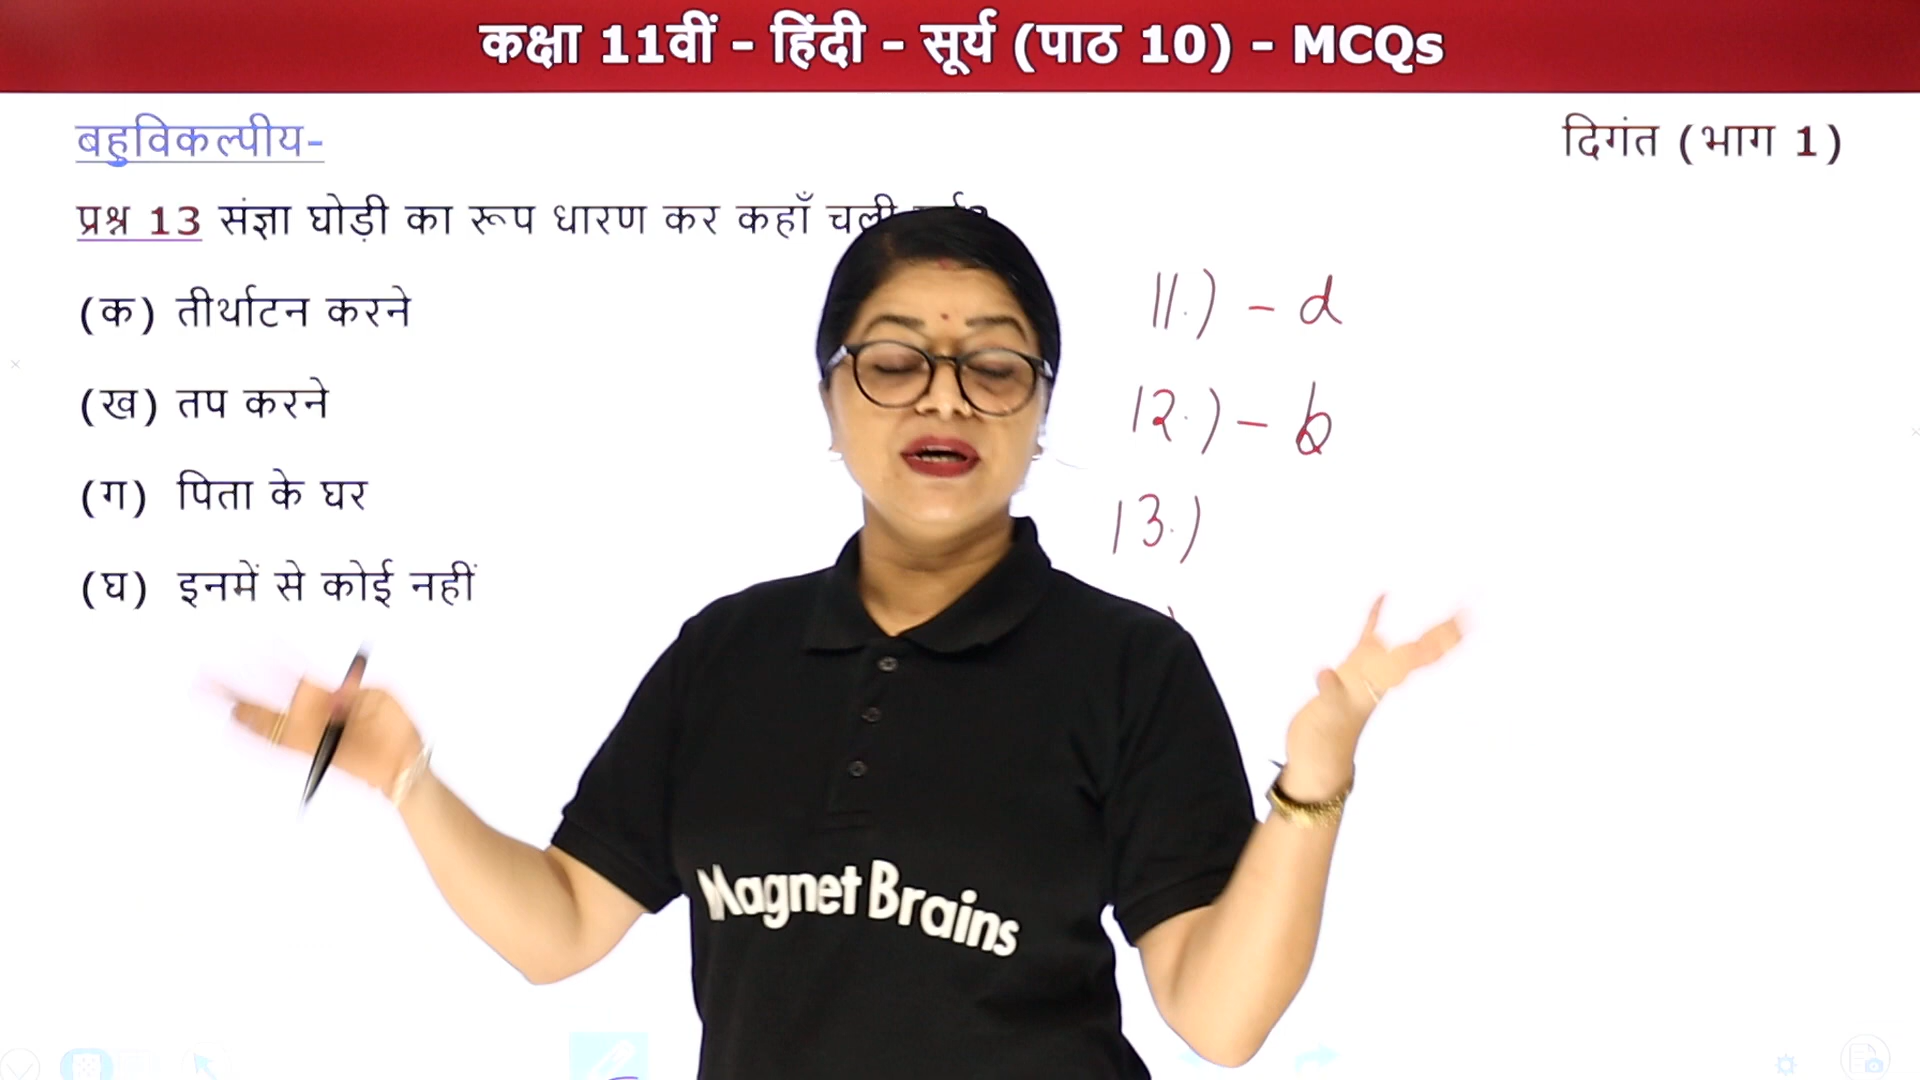 कक्षा 11वीं - हिंदी - सूर्य (पाठ 10) - MCQs
बहुविकल्पीय-
दिगंत (भाग 1)
प्रश्न 13 संज्ञा घोड़ी का रूप धारण कर कहाँ चली
(क) तीर्थाटन करने
(ख) तप करने
(ग) पिता के घर
(घ) इनमें से कोई नहीं
11.) - d
12.) - b
13.)
Magnet Brains